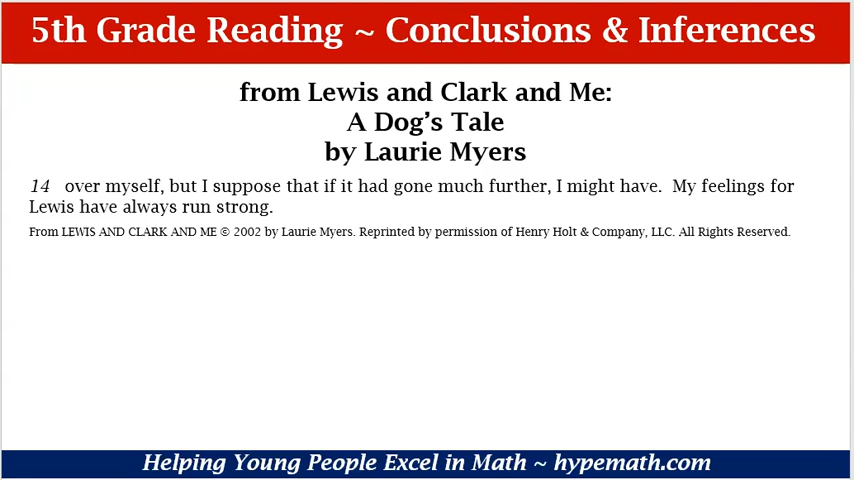 5th Grade Reading ~ Conclusions & Inferences
from Lewis and Clark and Me:
A Dog's Tale
by Laurie Myers
14 over myself, but I suppose that if it had gone much further, I might have. My feelings for
Lewis have always run strong.
From LEWIS AND CLARK AND ME © 2002 by Laurie Myers. Reprinted by permission of Henry Holt & Company, LLC. All Rights Reserved.
Helping Young People Excel in Math ~ hypemath.com